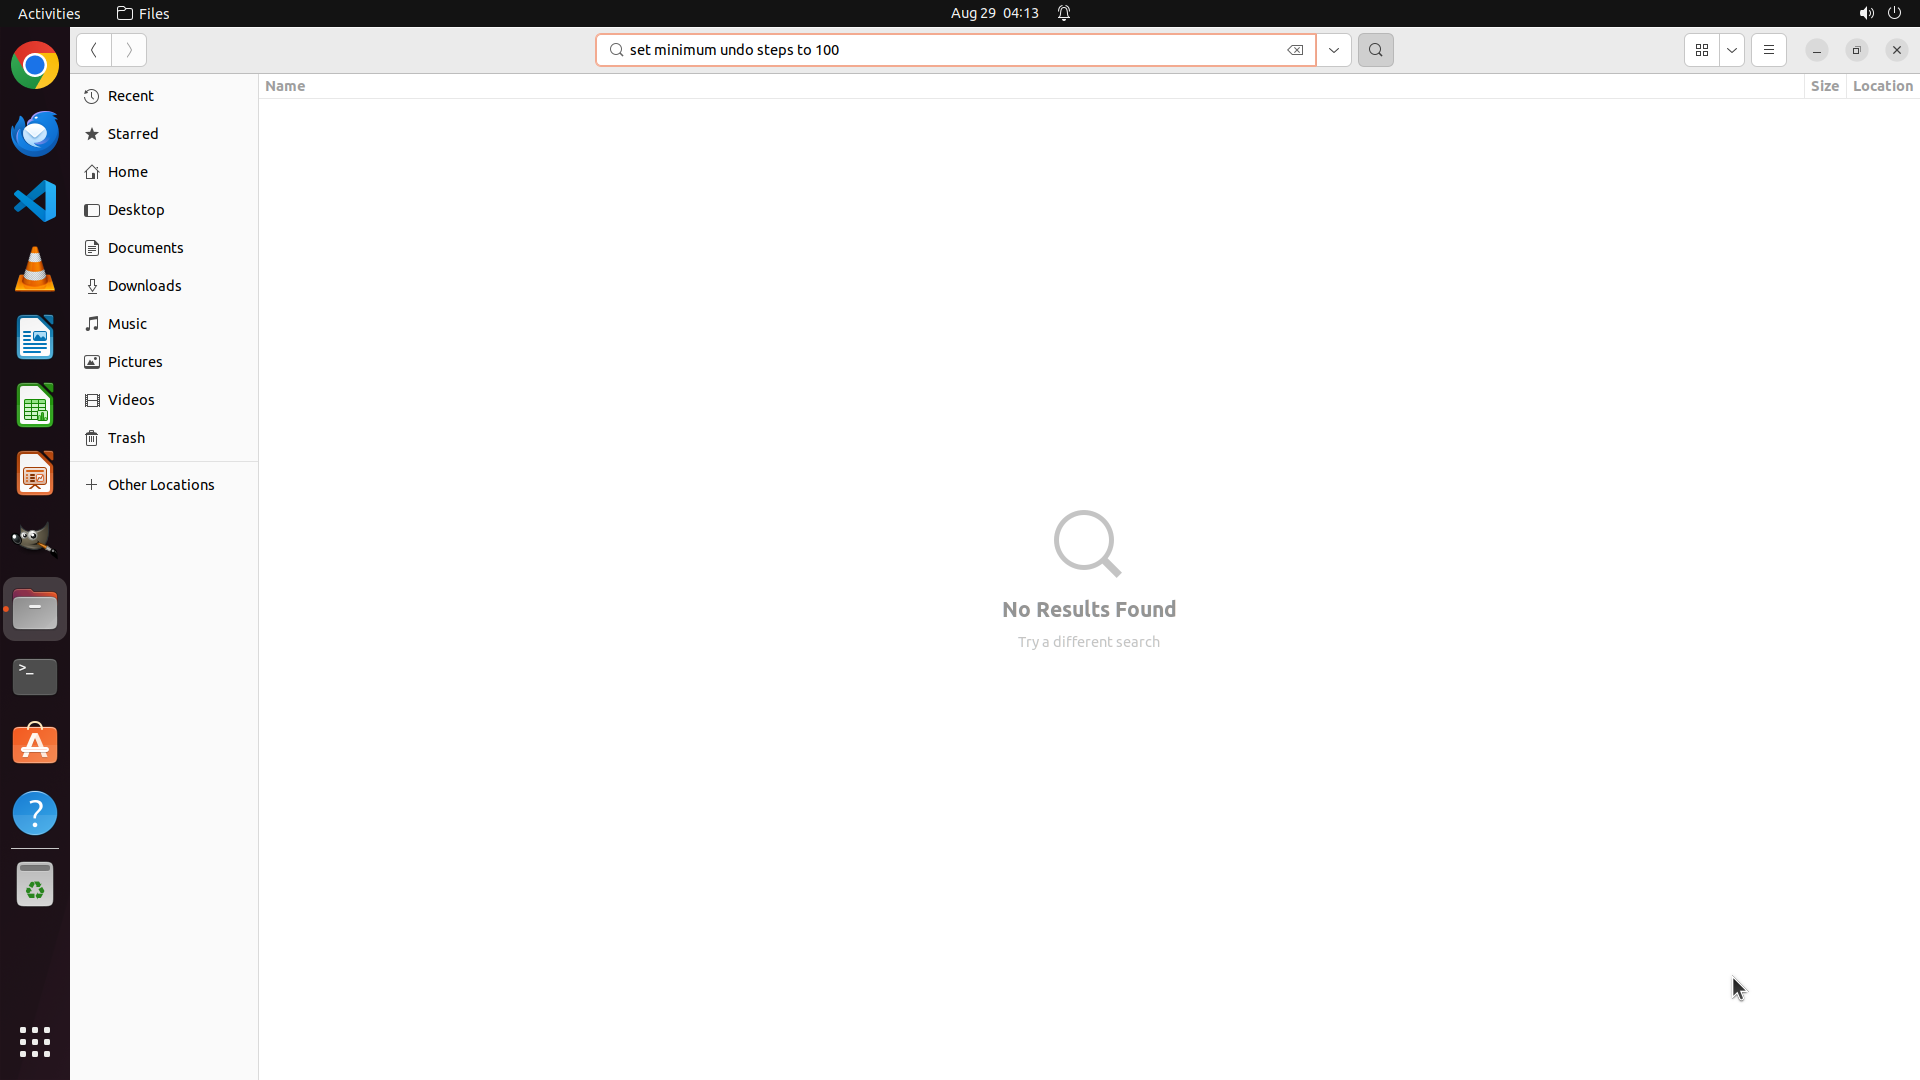 Activities
Files
Aug 29 04:13
set minimum undo steps to 100
Name
Size
Location
Recent
Starred
Home
Desktop
Documents
Downloads
Music
Pictures
Videos
Trash
Other Locations
No Results Found
Try a different search